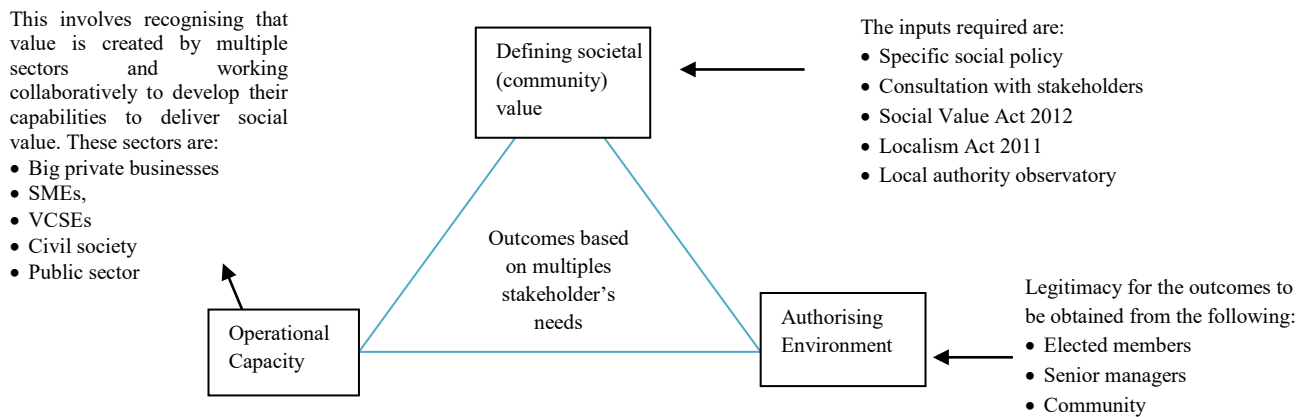 This involves recognising that
value is created by multiple
sectors and working
collaboratively to develop their
capabilities to deliver social
value. These sectors are:
• Big private businesses
• SMEs,
• VCSEs
• Civil society
• Public sector
Defining societal
(community)
value
The inputs required are:
• Specific social policy
• Consultation with stakeholders
• Social Value Act 2012
• Localism Act 2011
• Local authority observatory
Outcomes based
on multiples
stakeholder’s
needs
Operational
Capacity
Authorising
Environment
Legitimacy for the outcomes to
be obtained from the following:
• Elected members
• Senior managers
• Community